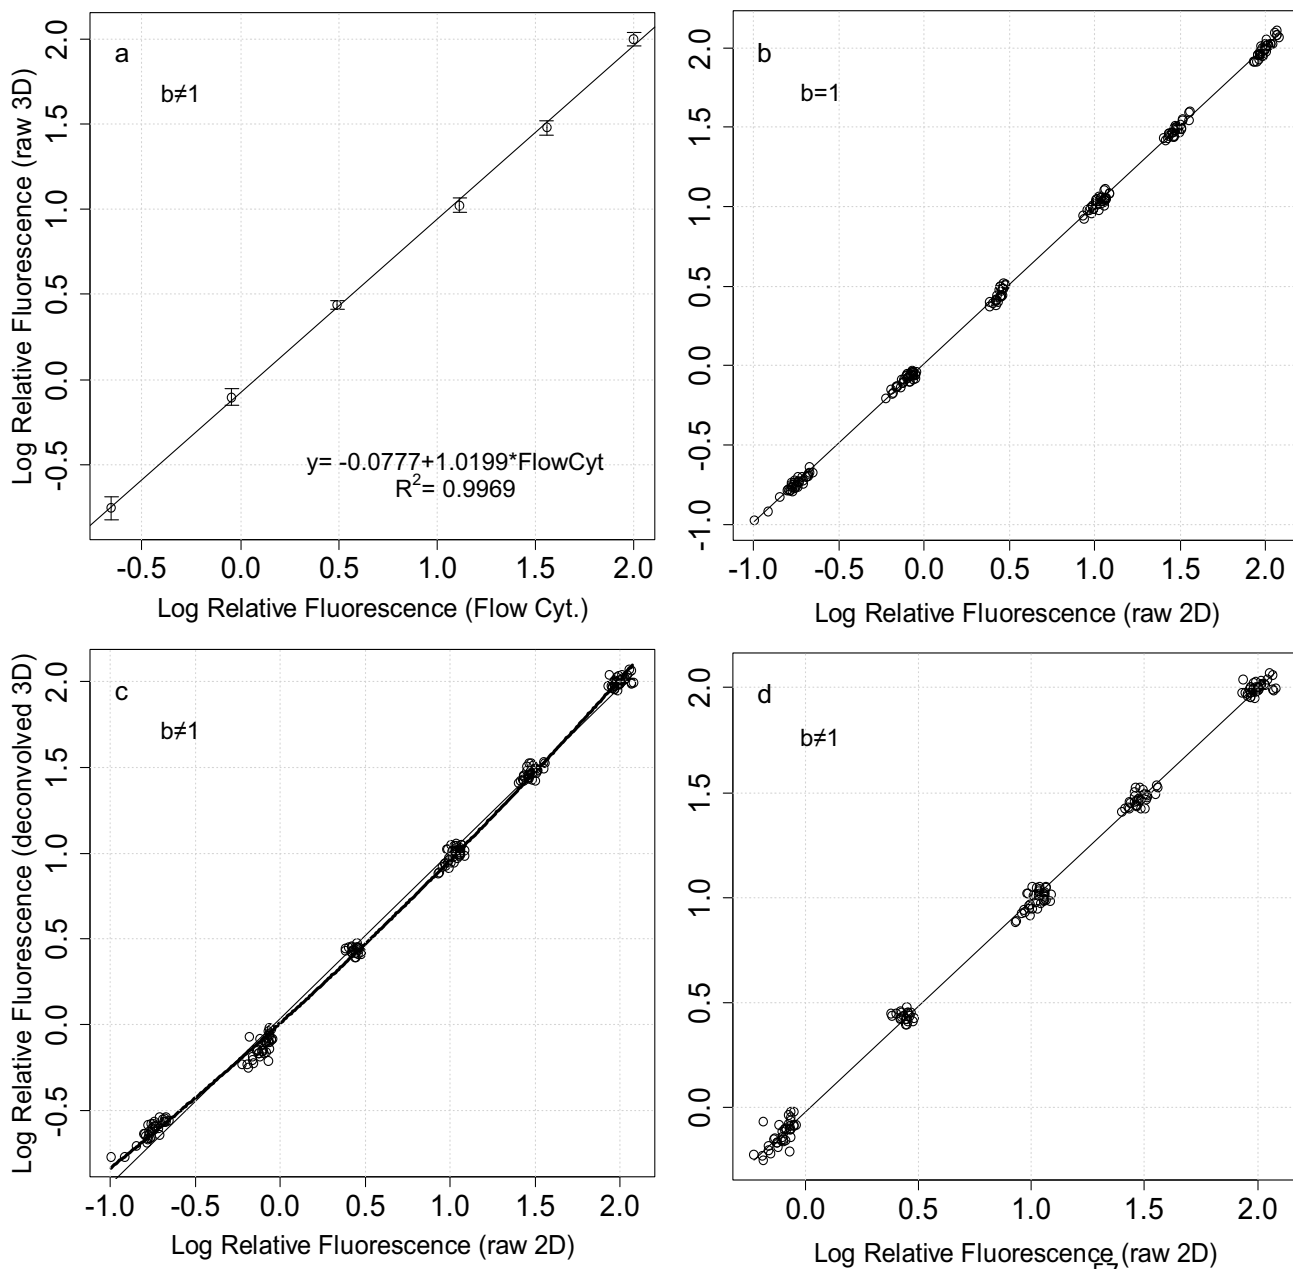 a
b≠1
Log Relative Fluorescence (raw 3D)
2.0
1.5
1.0
0.5
0.0
-0.5
y= -0.0777+1.0199*FlowCyt
R²= 0.9969
-0.5 0.0 0.5 1.0 1.5 2.0
Log Relative Fluorescence (Flow Cyt.)
b
b=1
2.0
1.5
1.0
0.5
0.0
-0.5
-1.0
-1.0 -0.5 0.0 0.5 1.0 1.5 2.0
Log Relative Fluorescence (raw 2D)
c
b≠1
Log Relative Fluorescence (deconvolved 3D)
2.0
1.5
1.0
0.5
0.0
-0.5
-1.0 -0.5 0.0 0.5 1.0 1.5 2.0
Log Relative Fluorescence (raw 2D)
d
b≠1
2.0
1.5
1.0
0.5
0.0
0.0 0.5 1.0 1.5 2.0
Log Relative Fluorescence (raw 2D)